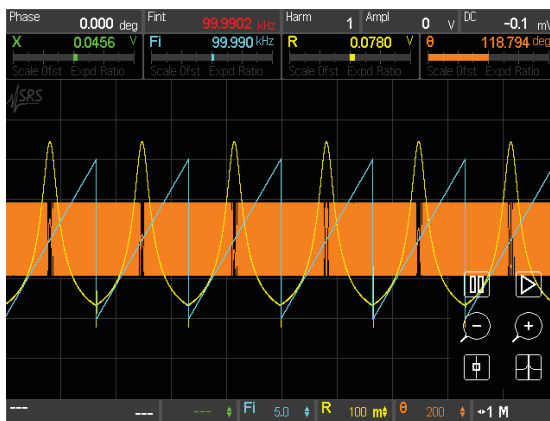 Phase 0.000 deg Fint 99.9902 kHz Harm 1 Ampl 0 V DC -0.1 mV
X 0.0456 V Fi 99.990 kHz R 0.0780 V θ 118.794 deg
Scale Ofst Expd Ratio Scale Ofst Expd Ratio Scale Ofst Expd Ratio Scale Ofst Expd Ratio
SRS
--- --- --- Fi 5.0 R 100 m θ 200 1 M